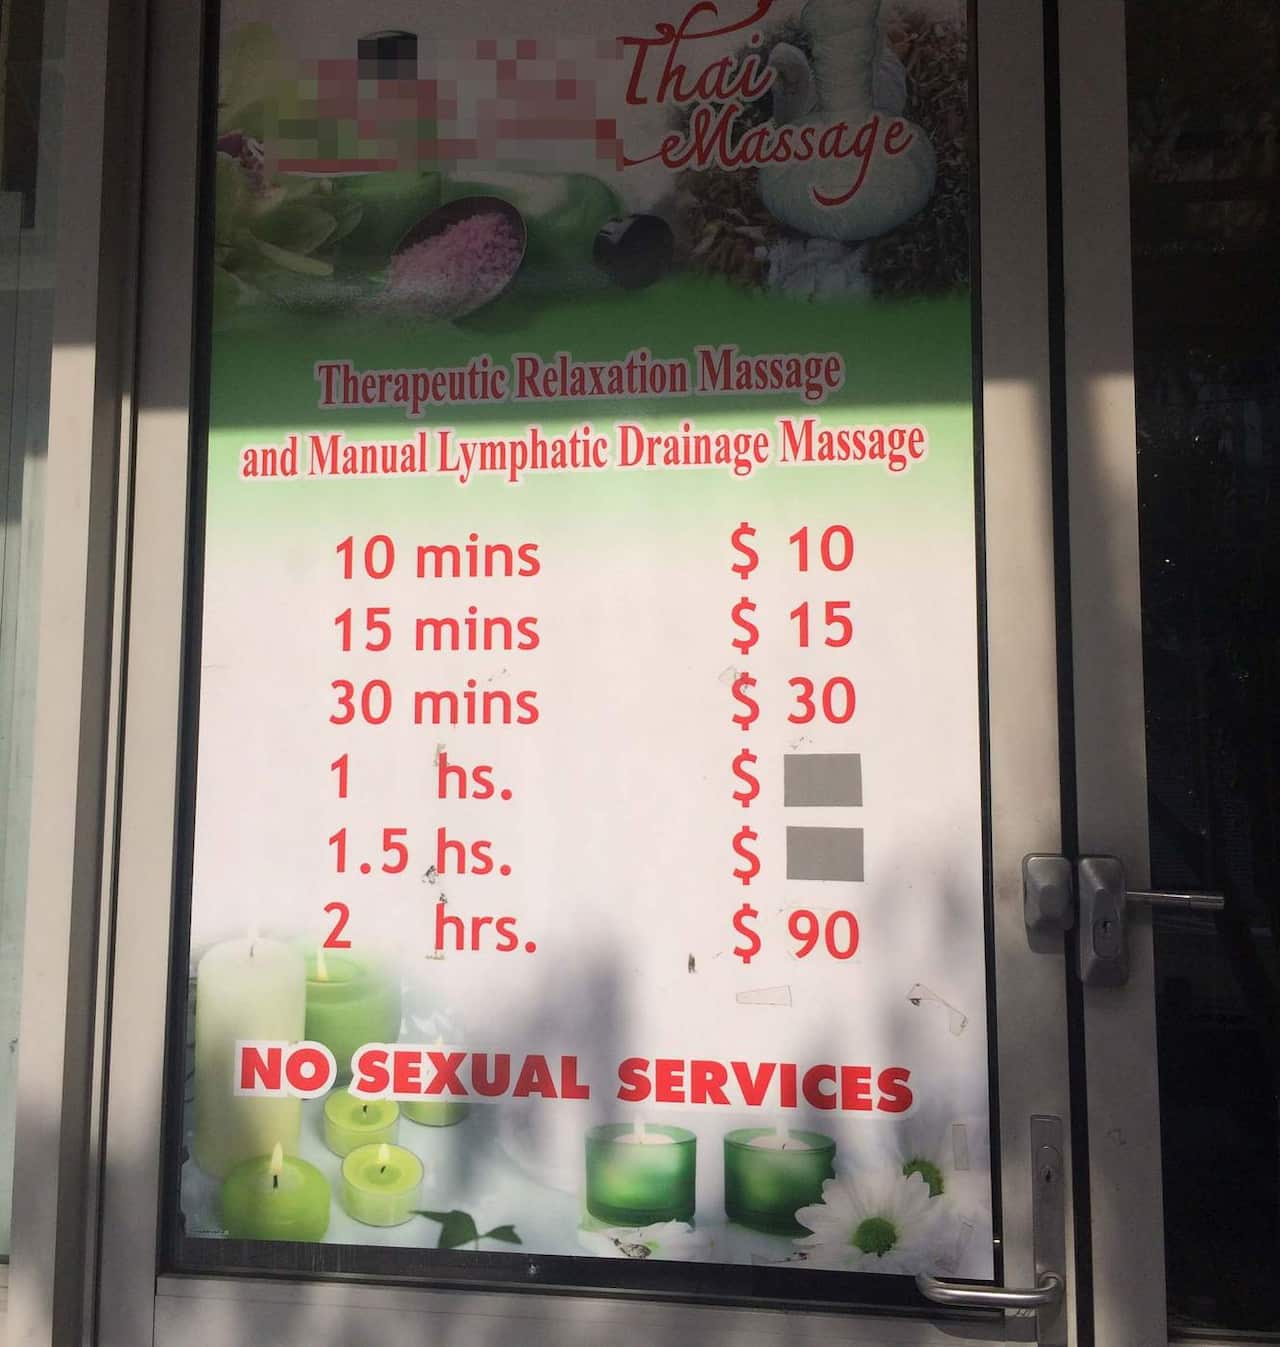 Thai
Massage
Therapeutic Relaxation Massage
and Manual Lymphatic Drainage Massage
10 mins $ 10
15 mins $ 15
30 mins $ 30
1 hs. $
1.5 hs. $
2 hrs. $ 90
NO SEXUAL SERVICES